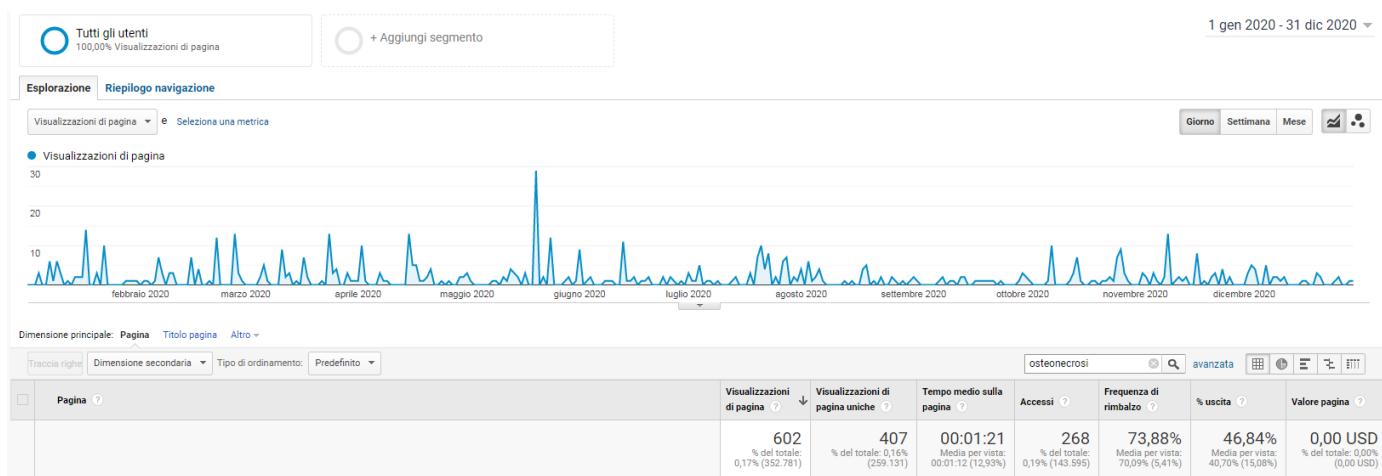 Tutti gli utenti
100,00% Visualizzazioni di pagina
+ Aggiungi segmento
1 gen 2020 - 31 dic 2020
Esplorazione Riepilogo navigazione
Visualizzazioni di pagina e Seleziona una metrica
Giorno Settimana Mese
Visualizzazioni di pagina
30
20
10
febbraio 2020 marzo 2020 aprile 2020 maggio 2020 giugno 2020 luglio 2020 agosto 2020 settembre 2020 ottobre 2020 novembre 2020 dicembre 2020
Dimensione principale: Pagina Titolo pagina Altro
Traccia righe Dimensione secondaria Tipo di ordinamento: Predefinito osteonecrosi avanzata
Pagina ? Visualizzazioni di pagina ? Visualizzazioni di pagina uniche ? Tempo medio sulla pagina ? Accessi ? Frequenza di rimbalzo ? % uscita ? Valore pagina ?
602 407 00:01:21 268 73,88% 46,84% 0,00 USD
% del totale: 0,17% (352.781) % del totale: 0,16% (259.131) Media per vista: 00:01:12 (12,93%) % del totale: 0,19% (143.595) Media per vista: 70,09% (5,41%) Media per vista: 40,70% (15,08%) % del totale: 0,00% (0,00 USD)